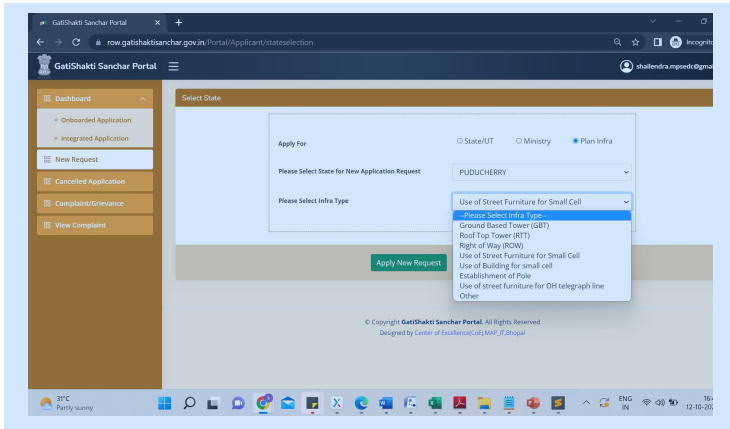 GatiShakti Sanchar Portal
row.gatishaktisanchar.gov.in/Portal/Applicant/stateselection
Incognito
GatiShakti Sanchar Portal
shailendra.mpsedc@gmai
Dashboard
Onboarded Application
Integrated Application
New Request
Cancelled Application
Complaint/Grievance
View Complaint
Select State
Apply For
State/UT Ministry Plan Infra
Please Select State for New Application Request
PUDUCHERRY
Please Select Infra Type
Use of Street Furniture for Small Cell
--Please Select Infra Type--
Ground Based Tower (GBT)
Roof Top Tower (RTT)
Right of Way (ROW)
Use of Street Furniture for Small Cell
Use of Building for small cell
Establishment of Pole
Use of street furniture for OH telegraph line
Other
Apply New Request
© Copyright GatiShakti Sanchar Portal. All Rights Reserved
Designed by Center of Excellence(CoE),MAP_IT,Bhopal
31°C
Partly sunny
ENG
IN
16:
12-10-202